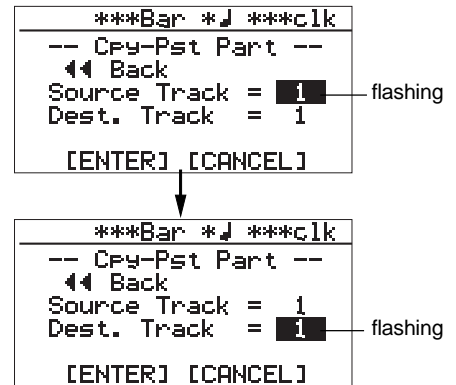 ***Bar *♩ ***clk
-- Cpy-Pst Part --
◀◀ Back
Source Track = 1
flashing
Dest. Track = 1
[ENTER] [CANCEL]
***Bar *♩ ***clk
-- Cpy-Pst Part --
◀◀ Back
Source Track = 1
Dest. Track = 1
flashing
[ENTER] [CANCEL]